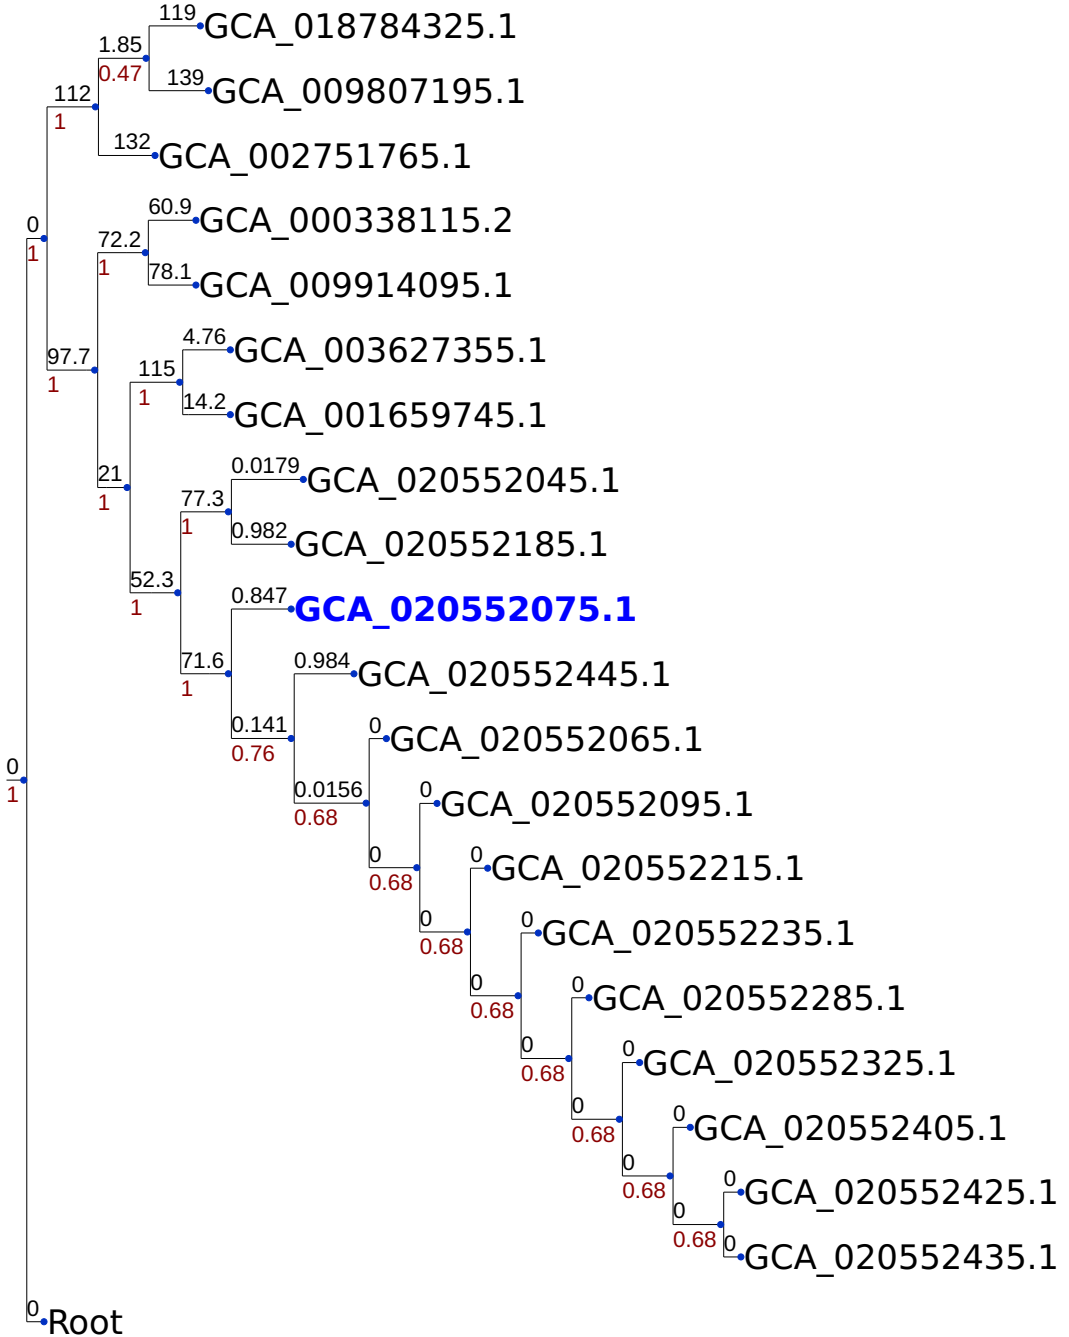 119
GCA_018784325.1
1.85
0.47
139
GCA_009807195.1
112
1
132
GCA_002751765.1
60.9
GCA_000338115.2
0
1
72.2
1
78.1
GCA_009914095.1
4.76
GCA_003627355.1
97.7
1
115
1
14.2
GCA_001659745.1
0.0179
GCA_020552045.1
21
1
77.3
1
0.982
GCA_020552185.1
52.3
1
0.847
GCA_020552075.1
71.6
1
0.984
GCA_020552445.1
0.141
0.76
0
GCA_020552065.1
0
1
0.0156
0.68
0
GCA_020552095.1
0
0.68
0
GCA_020552215.1
0
0.68
0
GCA_020552235.1
0
0.68
0
GCA_020552285.1
0
0.68
0
GCA_020552325.1
0
0.68
0
GCA_020552405.1
0
0.68
0
GCA_020552425.1
0
0.68
0
GCA_020552435.1
0
Root